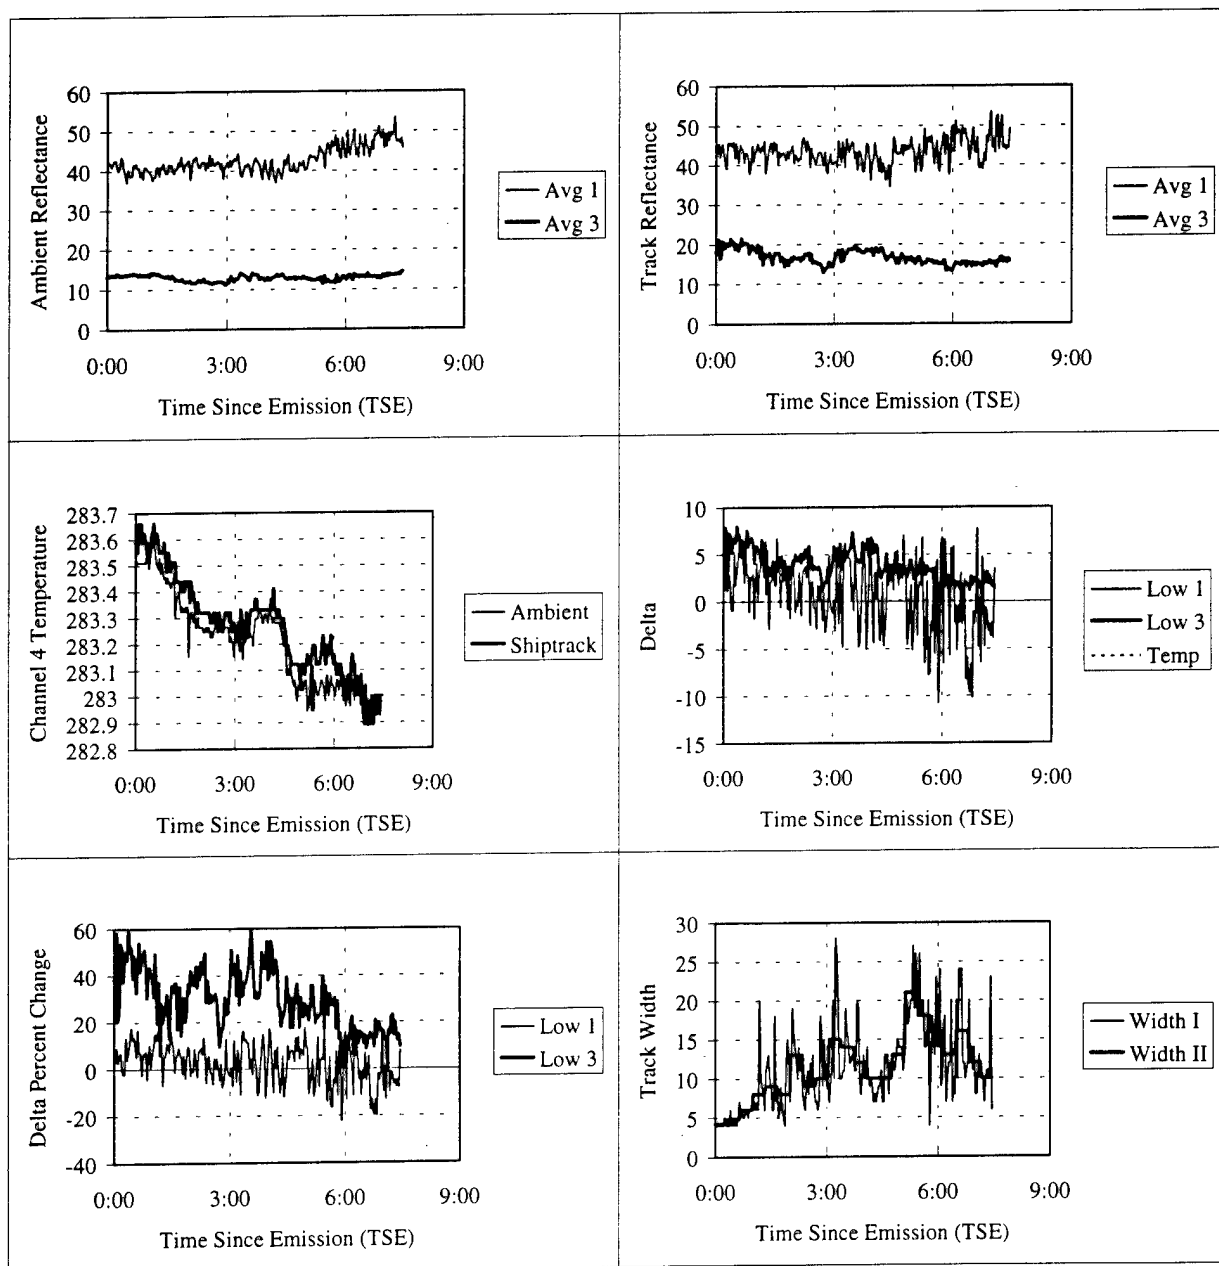 Ambient Reflectance
60
50
40
30
20
10
0
0:00 3:00 6:00 9:00
Time Since Emission (TSE)
Avg 1
Avg 3
Track Reflectance
60
50
40
30
20
10
0
0:00 3:00 6:00 9:00
Time Since Emission (TSE)
Avg 1
Avg 3
Channel 4 Temperature
283.7
283.6
283.5
283.4
283.3
283.2
283.1
283
282.9
282.8
0:00 3:00 6:00 9:00
Time Since Emission (TSE)
Ambient
Shiptrack
Delta
10
5
0
-5
-10
-15
0:00 3:00 6:00 9:00
Time Since Emission (TSE)
Low 1
Low 3
Temp
Delta Percent Change
60
40
20
0
-20
-40
0:00 3:00 6:00 9:00
Time Since Emission (TSE)
Low 1
Low 3
Track Width
30
25
20
15
10
5
0
0:00 3:00 6:00 9:00
Time Since Emission (TSE)
Width I
Width II